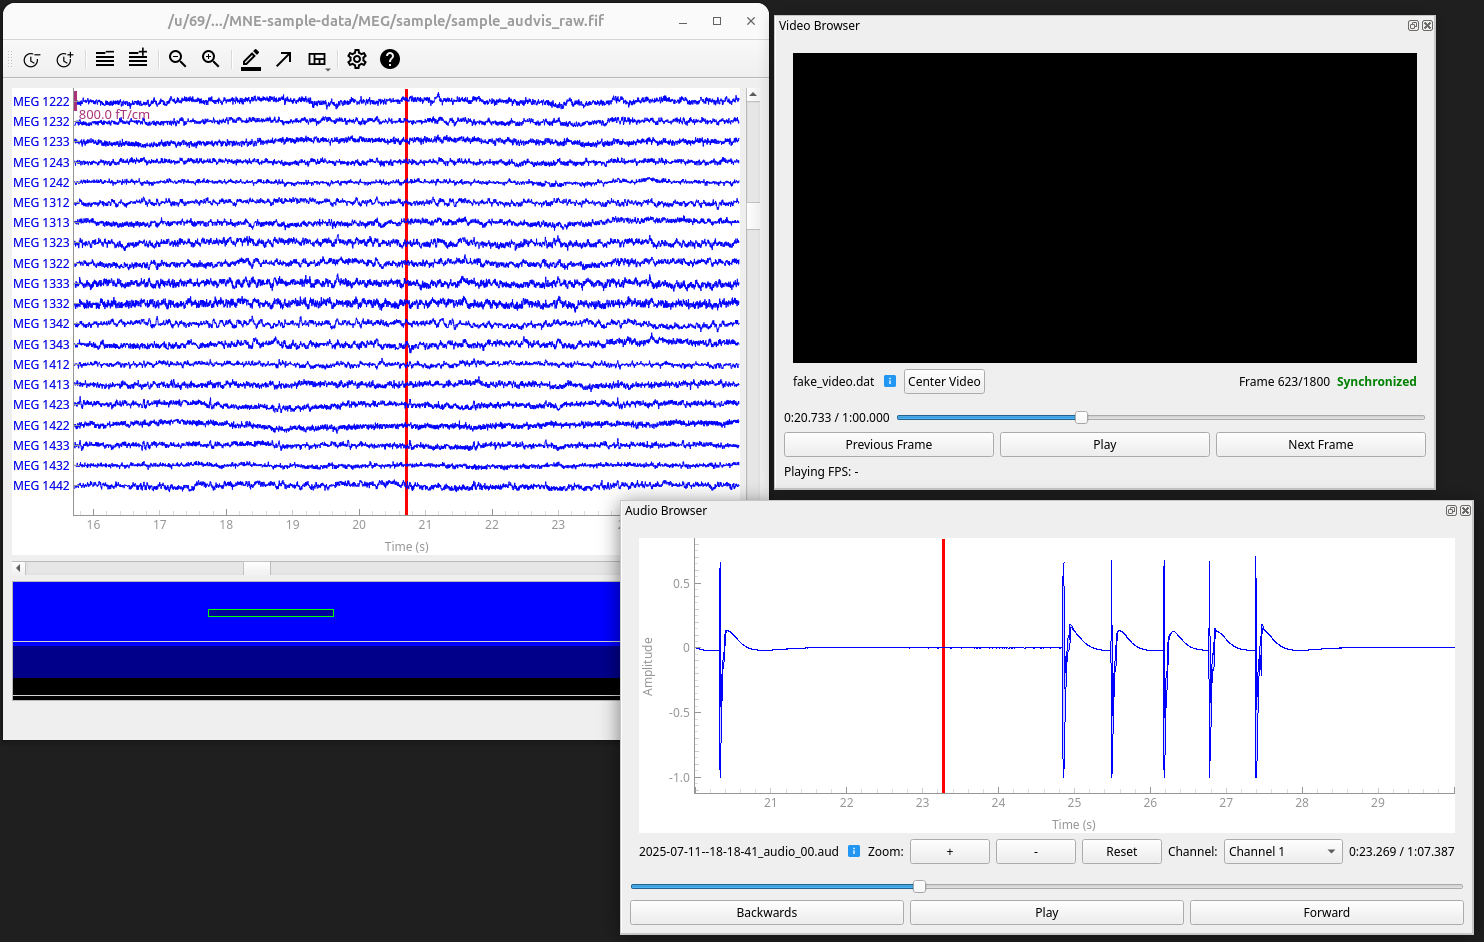 /u/69/.../MNE-sample-data/MEG/sample/sample_audvis_raw.fif
MEG 1222
800.0 fT/cm
MEG 1232
MEG 1233
MEG 1243
MEG 1242
MEG 1312
MEG 1313
MEG 1323
MEG 1322
MEG 1333
MEG 1332
MEG 1342
MEG 1343
MEG 1412
MEG 1413
MEG 1423
MEG 1422
MEG 1433
MEG 1432
MEG 1442
16 17 18 19 20 21 22 23
Time (s)
Video Browser
fake_video.dat Center Video Frame 623/1800 Synchronized
0:20.733 / 1:00.000
Previous Frame Play Next Frame
Playing FPS: -
Audio Browser
Amplitude
0.5
0
-0.5
-1.0
21 22 23 24 25 26 27 28 29
Time (s)
2025-07-11--18-18-41_audio_00.aud Zoom: + - Reset Channel: Channel 1 0:23.269 / 1:07.387
Backwards Play Forward